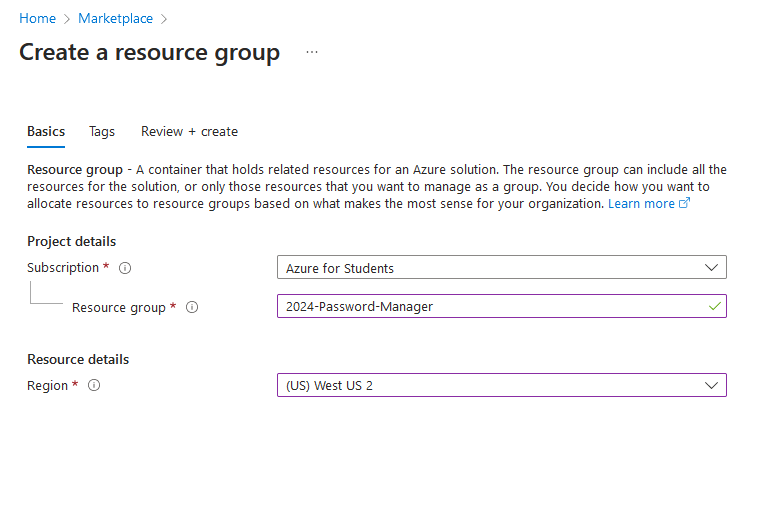 Home > Marketplace >
Create a resource group ...
Basics Tags Review + create
Resource group - A container that holds related resources for an Azure solution. The resource group can include all the
resources for the solution, or only those resources that you want to manage as a group. You decide how you want to
allocate resources to resource groups based on what makes the most sense for your organization. Learn more
Project details
Subscription * Azure for Students
Resource group * 2024-Password-Manager
Resource details
Region * (US) West US 2